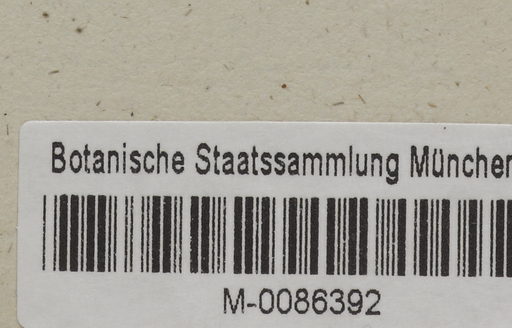 Botanische Staatssammlung München
M-0086392